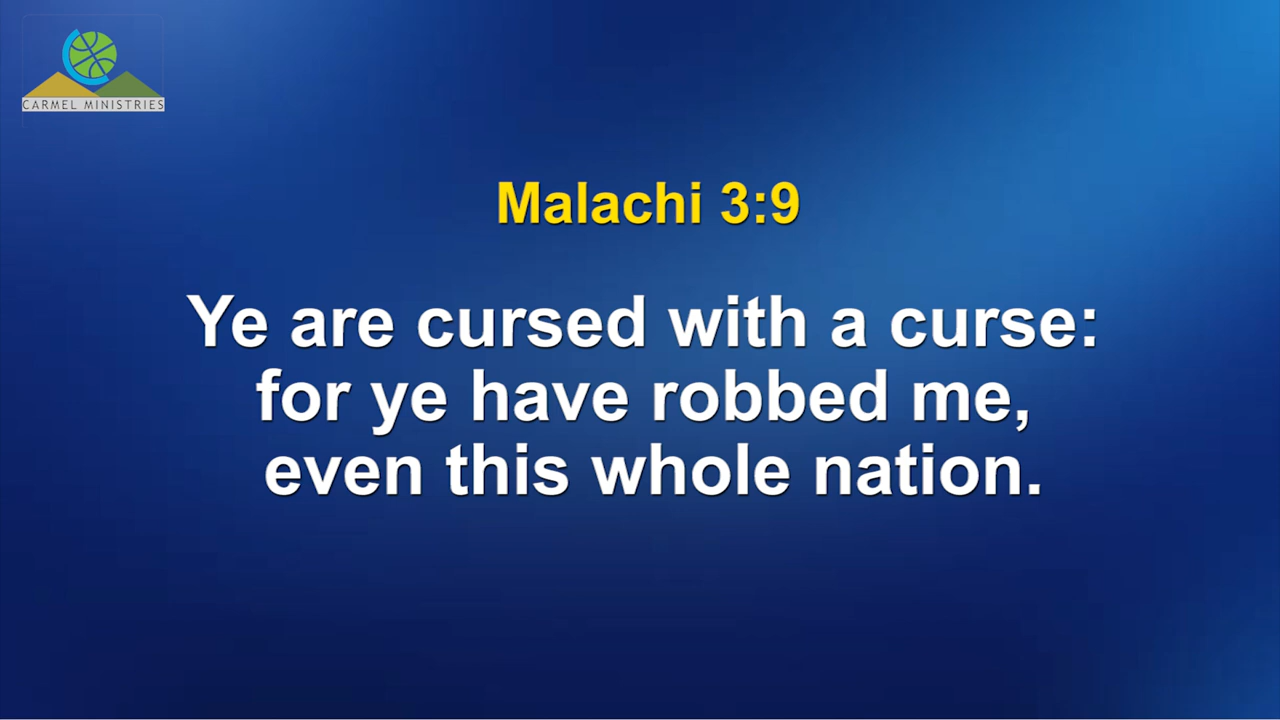 CARMEL MINISTRIES
Malachi 3:9
Ye are cursed with a curse:
for ye have robbed me,
even this whole nation.